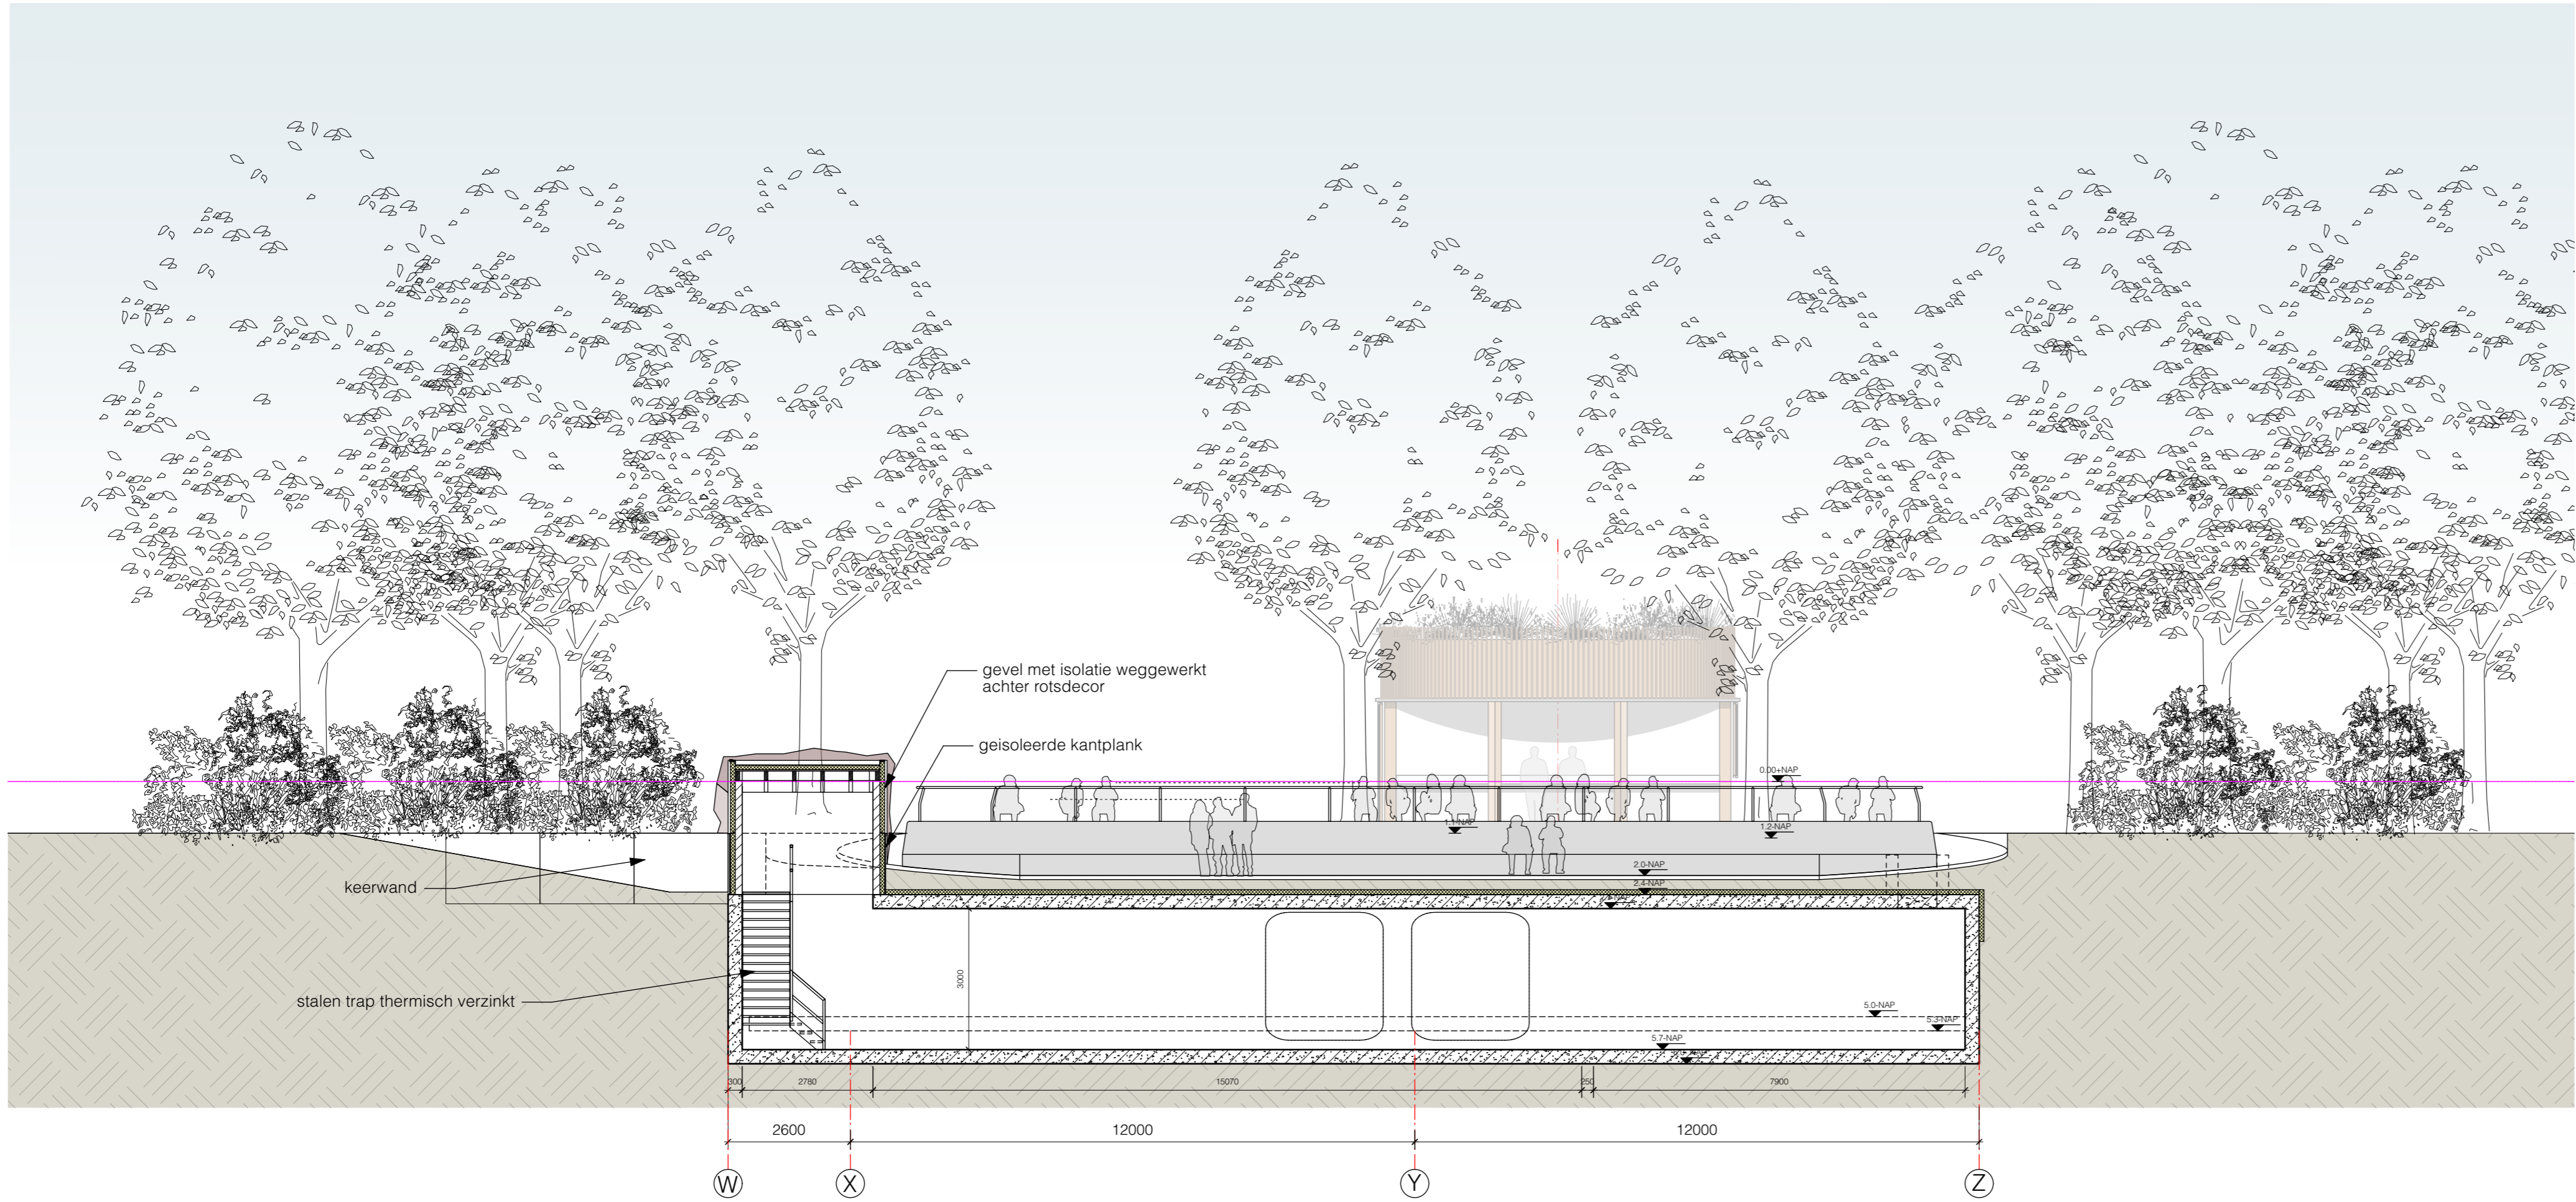 gevel met isolatie weggewerkt
achter rotsdecor
geisoleerde kantplank
0.00+NAP
1.1-NAP
1.2-NAP
2.0-NAP
keerwand
2.4-NAP
3000
stalen trap thermisch verzinkt
5.0-NAP
5.3-NAP
5.7-NAP
300
2780
15070
250
7900
2600
12000
12000
W
X
Y
Z